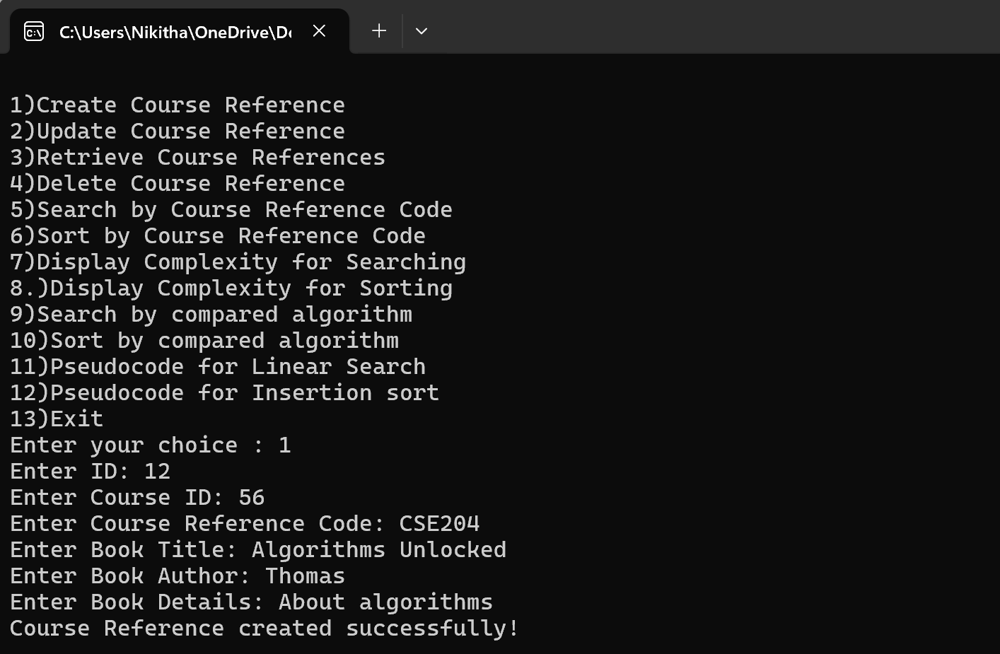 C:\Users\Nikitha\OneDrive\De
1)Create Course Reference
2)Update Course Reference
3)Retrieve Course References
4)Delete Course Reference
5)Search by Course Reference Code
6)Sort by Course Reference Code
7)Display Complexity for Searching
8.)Display Complexity for Sorting
9)Search by compared algorithm
10)Sort by compared algorithm
11)Pseudocode for Linear Search
12)Pseudocode for Insertion sort
13)Exit
Enter your choice : 1
Enter ID: 12
Enter Course ID: 56
Enter Course Reference Code: CSE204
Enter Book Title: Algorithms Unlocked
Enter Book Author: Thomas
Enter Book Details: About algorithms
Course Reference created successfully!